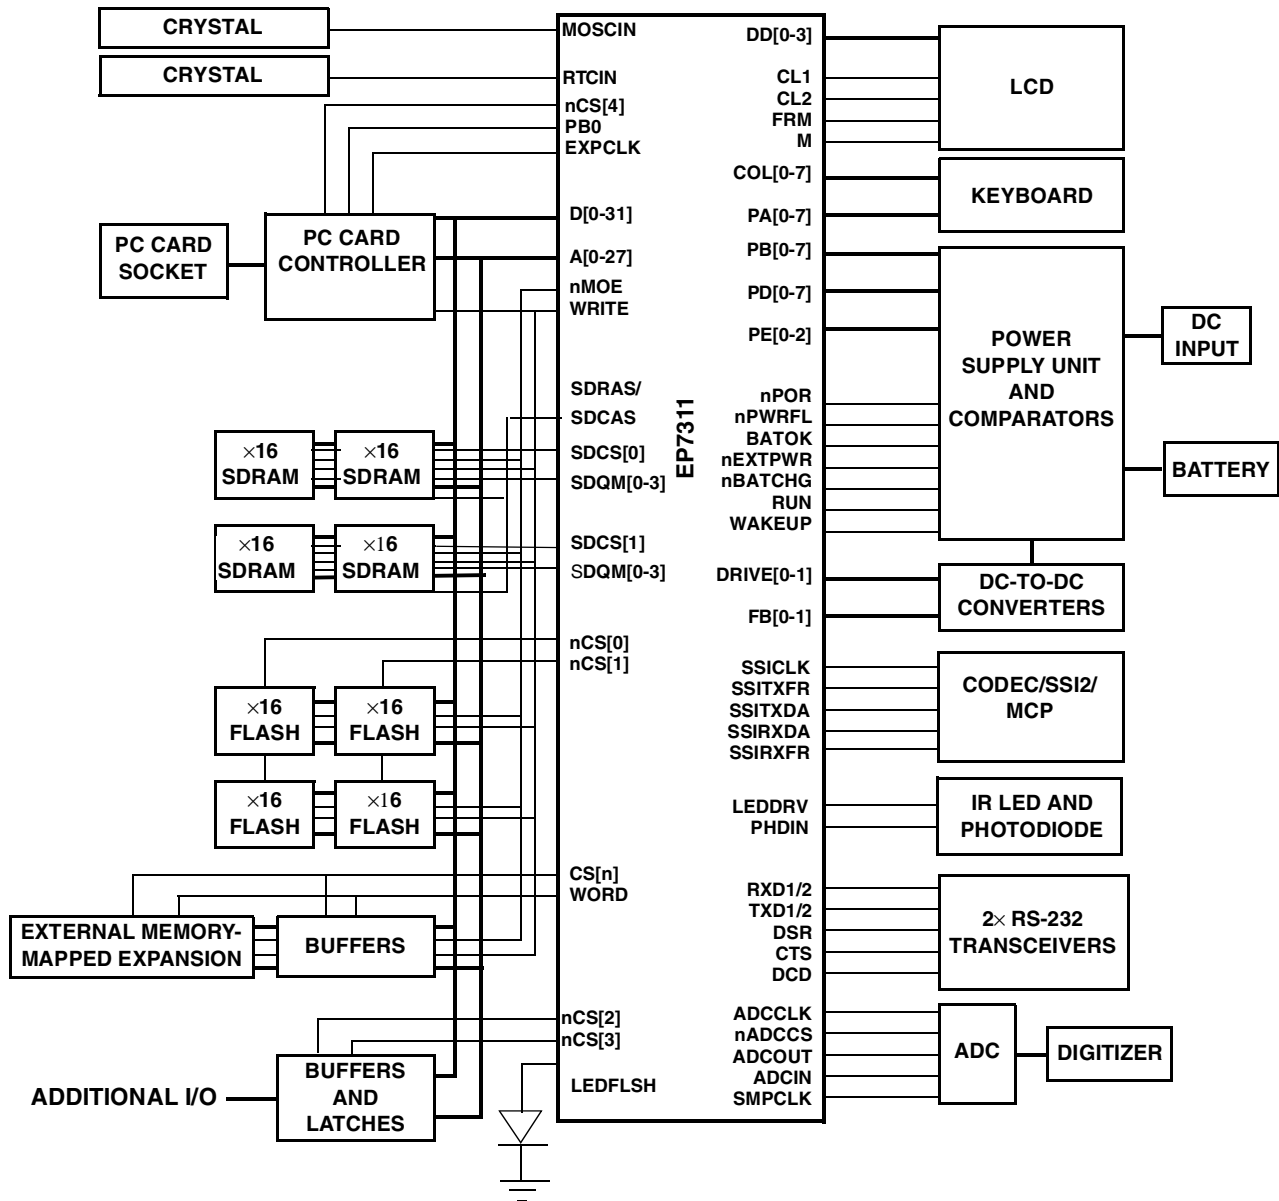 CRYSTAL
CRYSTAL
PC CARD
SOCKET
PC CARD
CONTROLLER
×16
SDRAM
×16
SDRAM
×16
SDRAM
×16
SDRAM
×16
FLASH
×16
FLASH
×16
FLASH
×16
FLASH
EXTERNAL MEMORY-
MAPPED EXPANSION
BUFFERS
ADDITIONAL I/O
BUFFERS
AND
LATCHES
MOSCIN
RTCIN
nCS[4]
PB0
EXPCLK
D[0-31]
A[0-27]
nMOE
WRITE
SDRAS/
SDCAS
SDCS[0]
SDQM[0-3]
SDCS[1]
SDQM[0-3]
nCS[0]
nCS[1]
CS[n]
WORD
nCS[2]
nCS[3]
LEDFLSH
EP7311
DD[0-3]
CL1
CL2
FRM
M
COL[0-7]
PA[0-7]
PB[0-7]
PD[0-7]
PE[0-2]
nPOR
nPWRFL
BATOK
nEXTPWR
nBATCHG
RUN
WAKEUP
DRIVE[0-1]
FB[0-1]
SSICLK
SSITXFR
SSITXDA
SSIRXDA
SSIRXFR
LEDDRV
PHDIN
RXD1/2
TXD1/2
DSR
CTS
DCD
ADCCLK
nADCCS
ADCOUT
ADCIN
SMPCLK
LCD
KEYBOARD
POWER
SUPPLY UNIT
AND
COMPARATORS
DC
INPUT
BATTERY
DC-TO-DC
CONVERTERS
CODEC/SSI2/
MCP
IR LED AND
PHOTODIODE
2× RS-232
TRANSCEIVERS
ADC
DIGITIZER